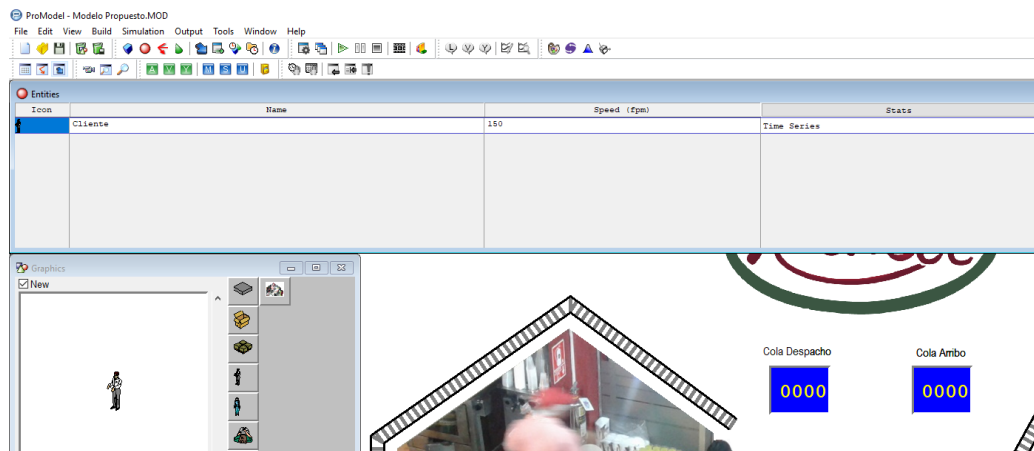 ProModel - Modelo Propuesto.MOD
File Edit View Build Simulation Output Tools Window Help
Entities
Icon Name Speed (fpm) Stats
Cliente 150 Time Series
Graphics
New
Cola Despacho Cola Arribo
0000 0000